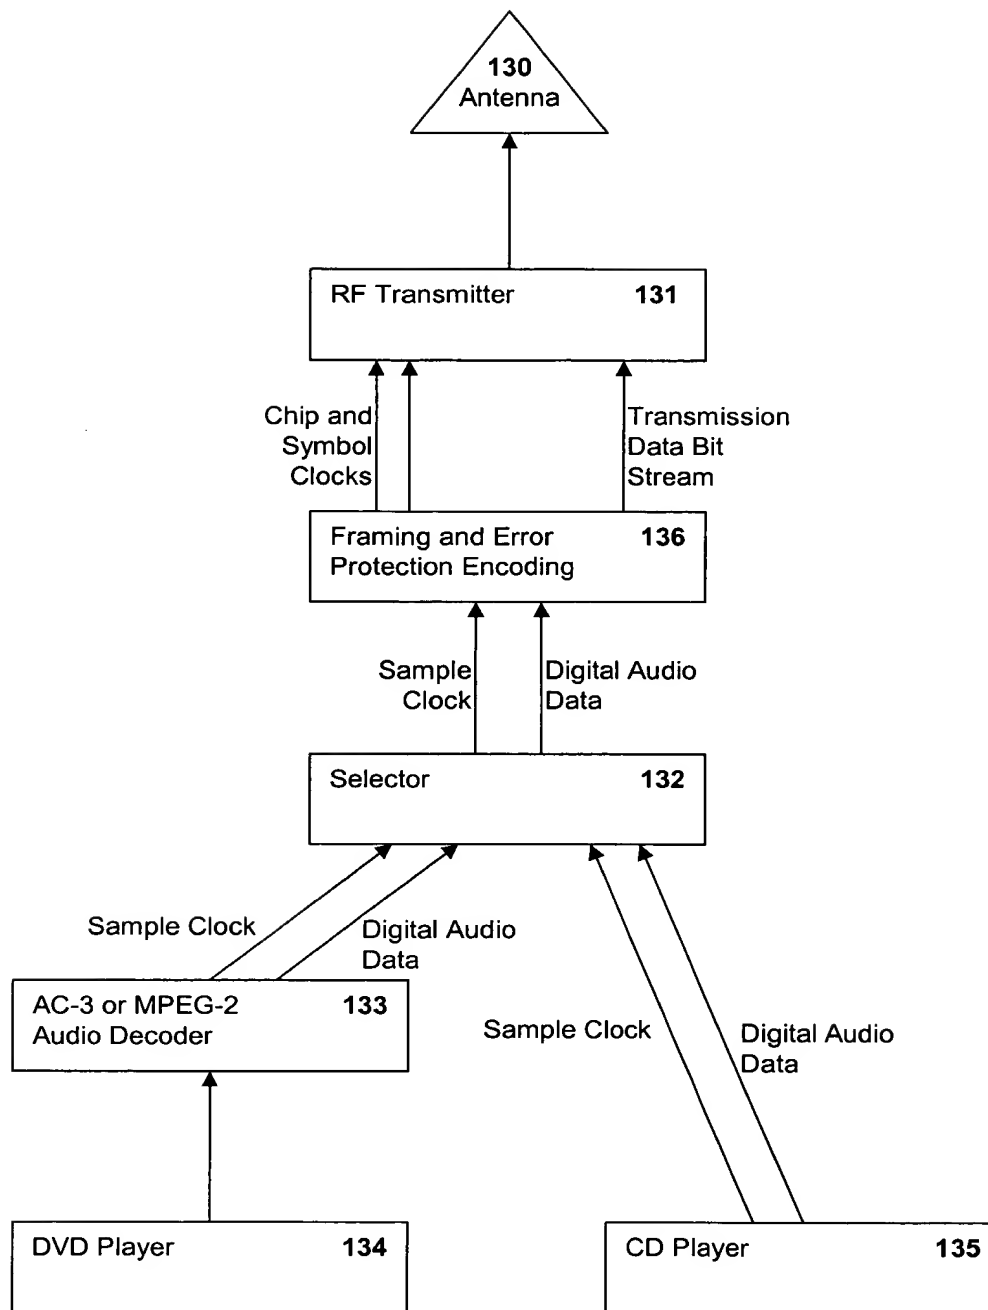 130
Antenna
RF Transmitter 131
Chip and
Symbol
Clocks
Transmission
Data Bit
Stream
Framing and Error 136
Protection Encoding
Sample
Clock
Digital Audio
Data
Selector 132
Sample Clock
Digital Audio
Data
AC-3 or MPEG-2 133
Audio Decoder
Sample Clock
Digital Audio
Data
DVD Player 134
CD Player 135